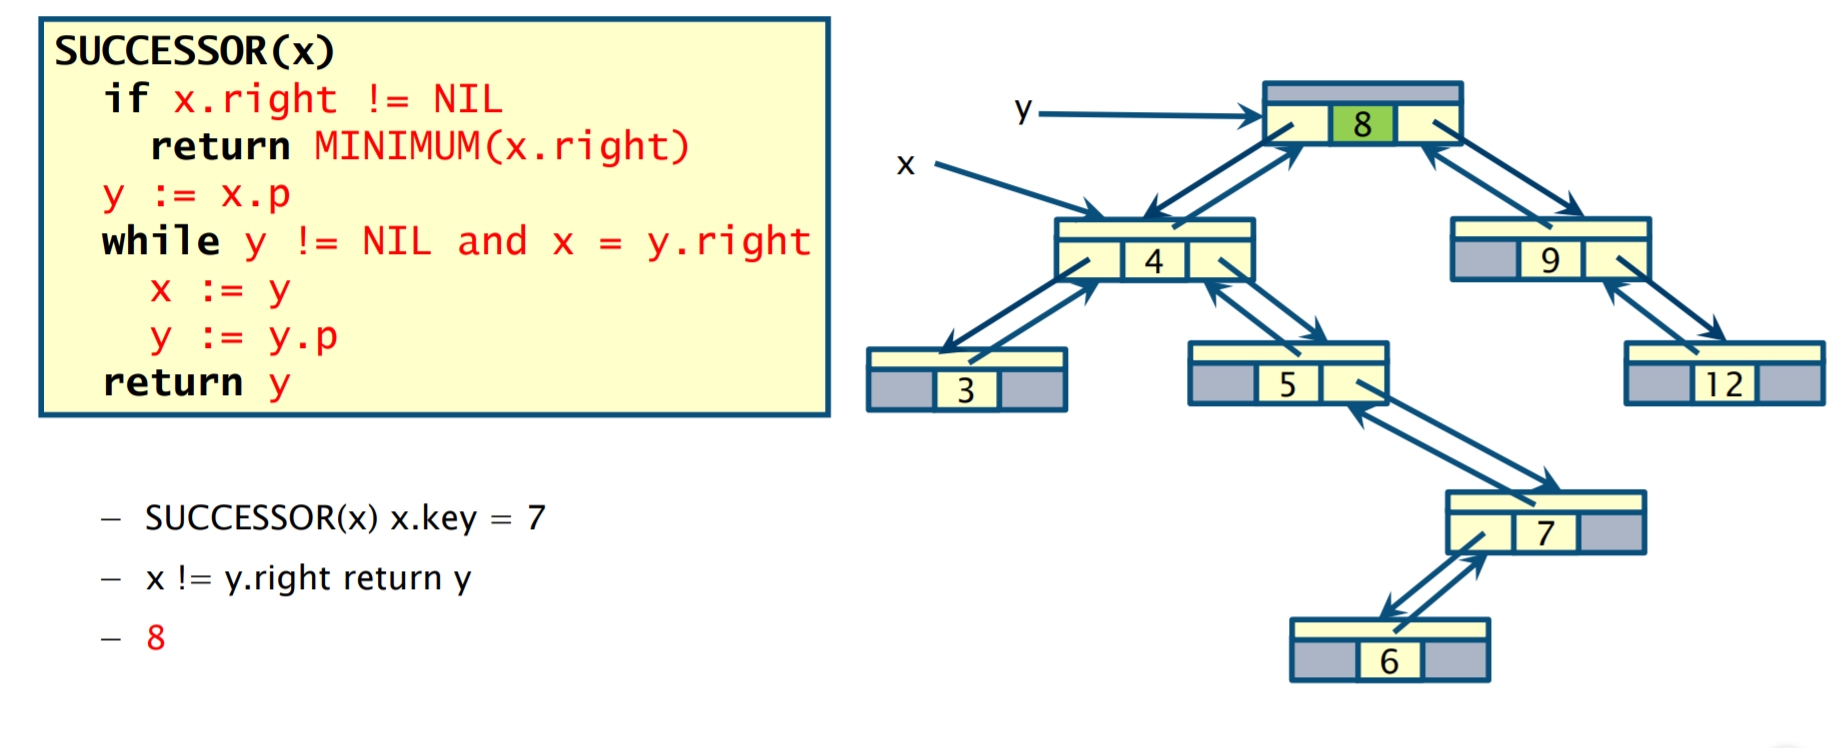 SUCCESSOR(x)
if x.right != NIL
return MINIMUM(x.right)
y := x.p
while y != NIL and x = y.right
x := y
y := y.p
return y
– SUCCESSOR(x) x.key = 7
– x != y.right return y
– 8
y
8
x
4
9
3
5
12
7
6